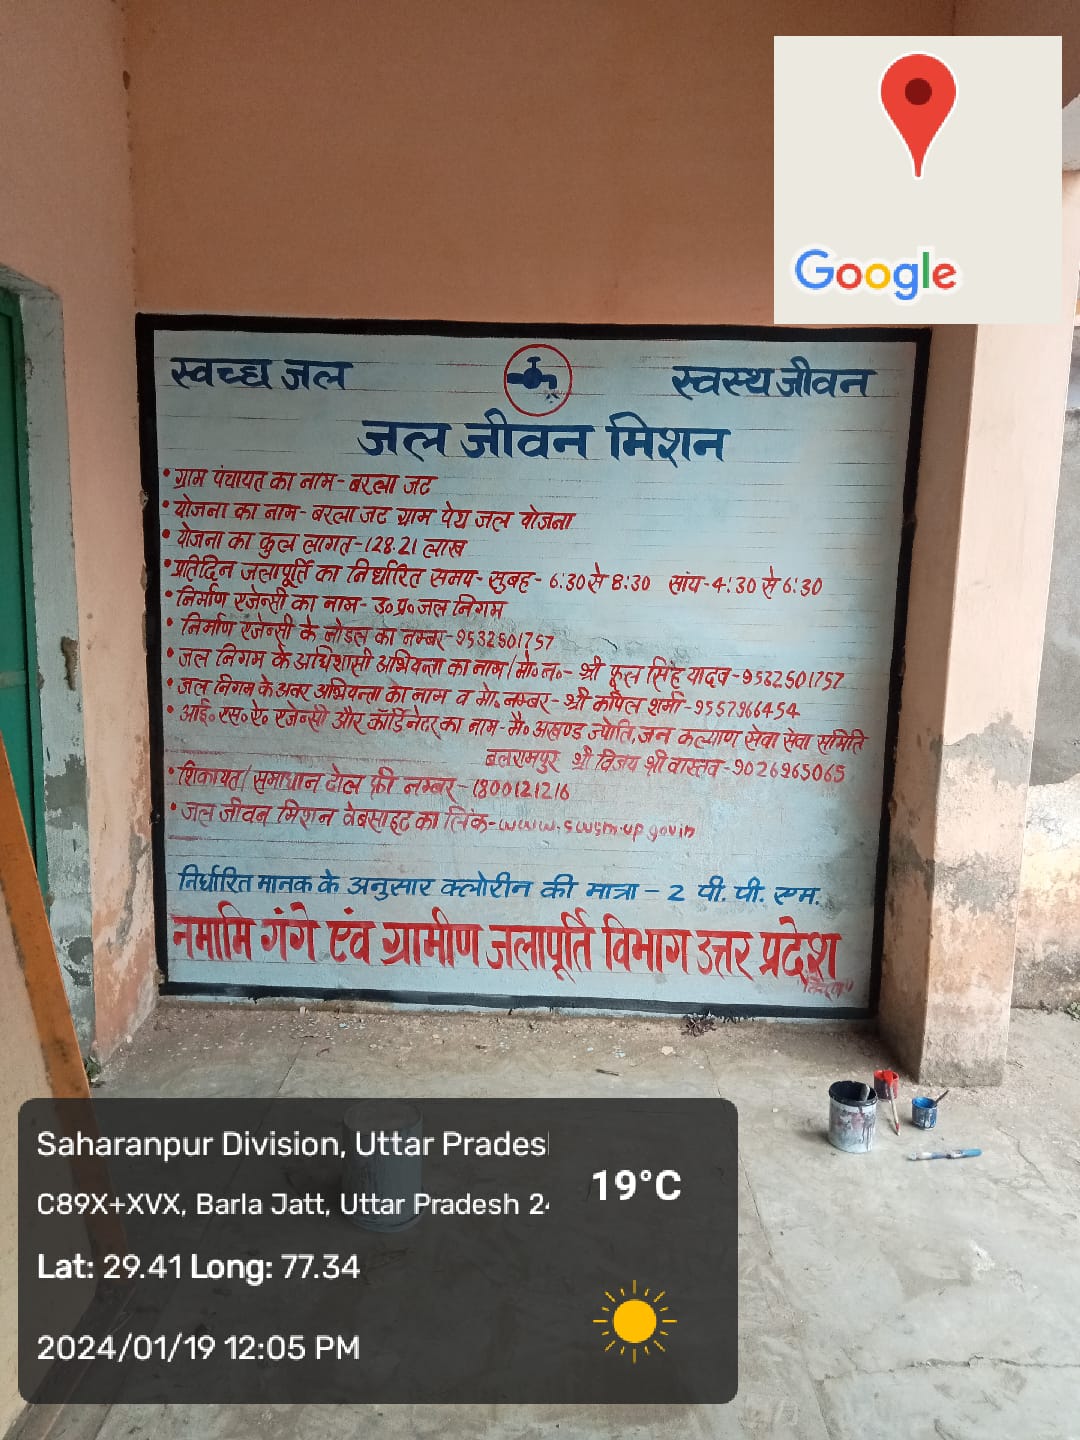 Google
स्वच्छ जल
स्वस्थ जीवन
जल जीवन मिशन
• ग्राम पंचायत का नाम - बरला जट
• योजना का नाम - बरला जट ग्राम पेय जल योजना
• योजना का कुल लागत - 128.21 लाख
• प्रतिदिन जलापूर्ति का निर्धारित समय - सुबह - 6:30 से 8:30 सांय - 4:30 से 6:30
• निर्माण एजेन्सी का नाम - उ०प्र० जल निगम
• निर्माण एजेन्सी के नोडल का नम्बर - 9532501757
• जल निगम के अधिशासी अभियन्ता का नाम / मो० न० - श्री फूल सिंह यादव - 9532501757
• जल निगम के अवर अभियन्ता का नाम व मो० नम्बर - श्री कपिल शर्मा - 9557966454
• आई० एस० ऐ० एजेन्सी और कॉर्डिनेटर का नाम - मै० अखण्ड ज्योति, जन कल्याण सेवा सेवा समिति
बलरामपुर श्री विजय श्री वास्तव - 9026965065
• शिकायत / समाधान टोल फ्री नम्बर - 1800121216
• जल जीवन मिशन वेबसाइट का लिंक - www.swsm.up gov.in
निर्धारित मानक के अनुसार क्लोरीन की मात्रा - 2 पी. पी. एम.
नमामि गंगे एंव ग्रामीण जलापूर्ति विभाग उत्तर प्रदेश
Saharanpur Division, Uttar Prades
C89X+XVX, Barla Jatt, Uttar Pradesh 24
Lat: 29.41 Long: 77.34
2024/01/19 12:05 PM
19°C